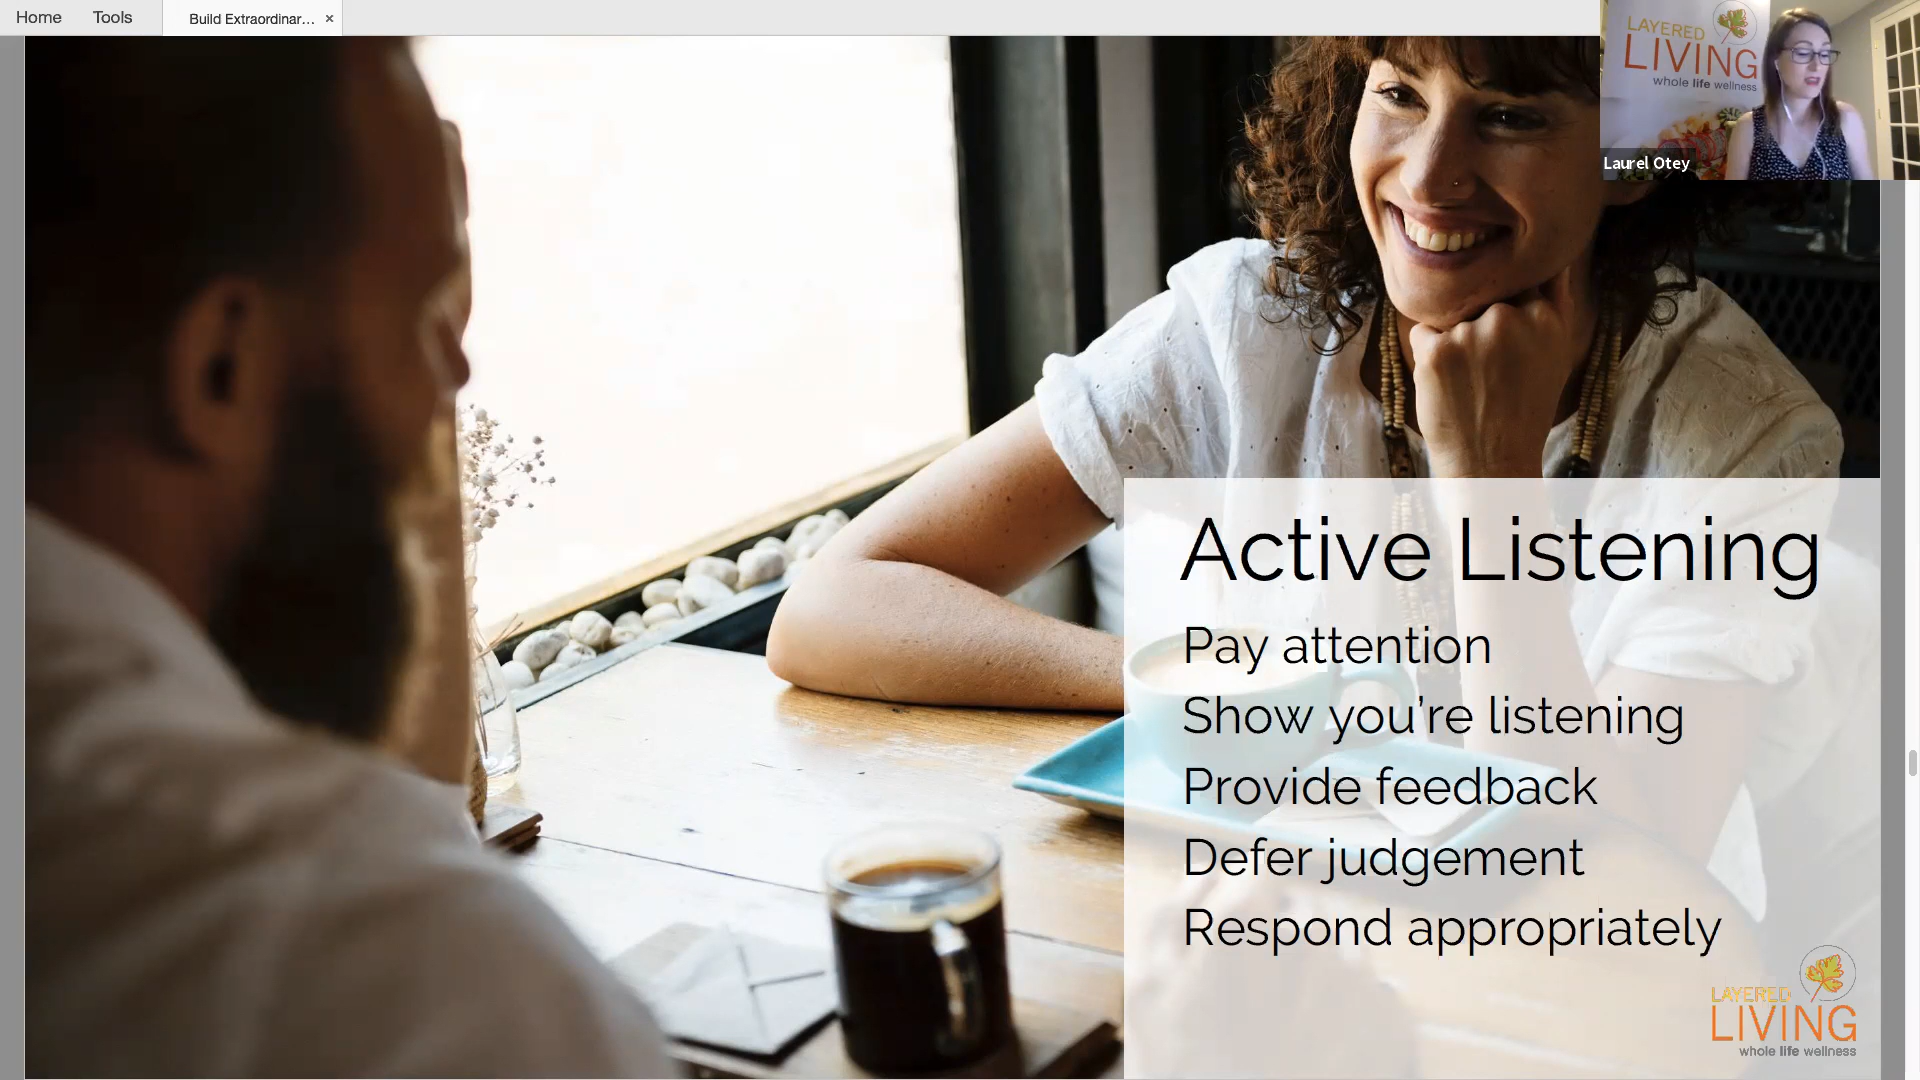 Home Tools Build Extraordinar... ×
LAYERED
LIVING
whole life wellness
Laurel Otey
Active Listening
Pay attention
Show you're listening
Provide feedback
Defer judgement
Respond appropriately
LAYERED
LIVING
whole life wellness